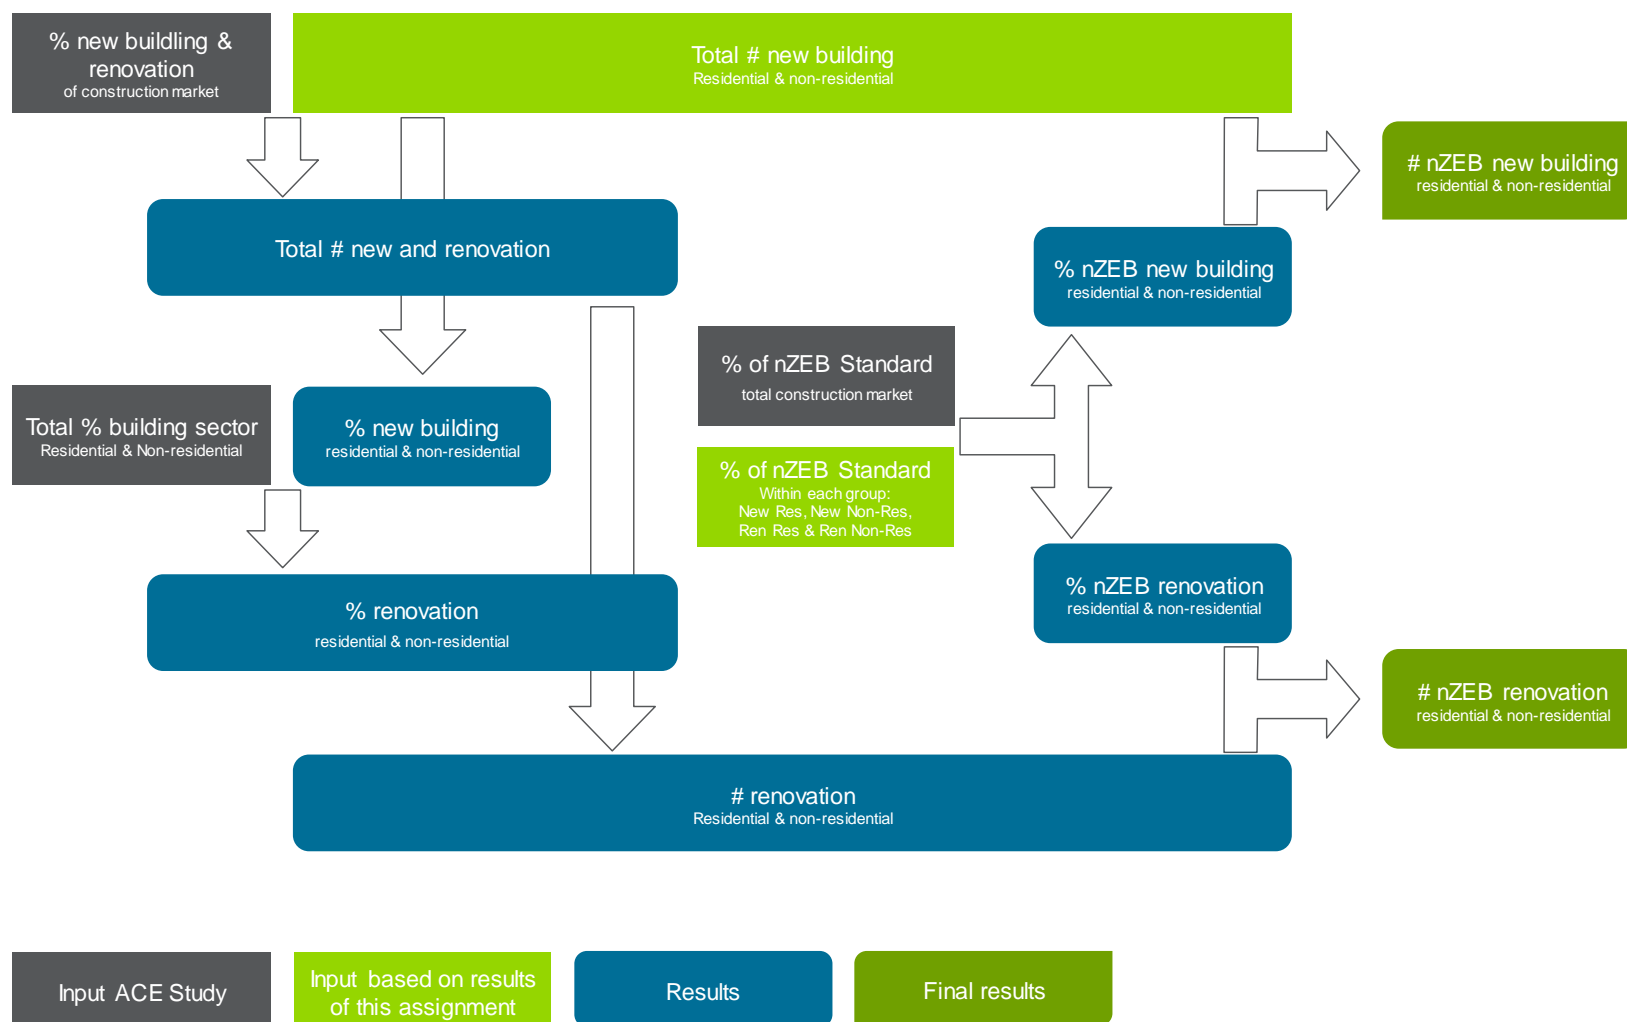 % new buildling &
renovation
of construction market
Total # new building
Residential & non-residential
# nZEB new building
residential & non-residential
Total # new and renovation
% nZEB new building
residential & non-residential
% of nZEB Standard
total construction market
Total % building sector
Residential & Non-residential
% new building
residential & non-residential
% of nZEB Standard
Within each group:
New Res, New Non-Res,
Ren Res & Ren Non-Res
% renovation
residential & non-residential
% nZEB renovation
residential & non-residential
# nZEB renovation
residential & non-residential
# renovation
Residential & non-residential
Input ACE Study
Input based on results
of this assignment
Results
Final results